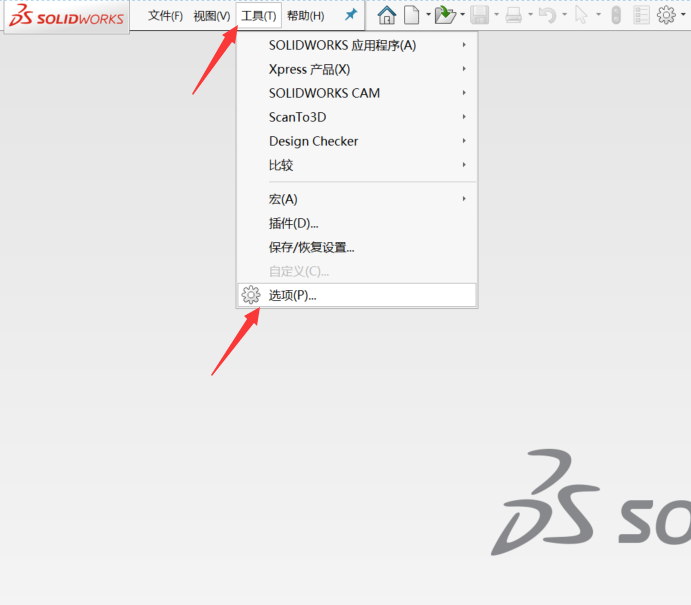 SOLIDWORKS 文件(F) 视图(V) 工具(T) 帮助(H)
SOLIDWORKS 应用程序(A)
Xpress 产品(X)
SOLIDWORKS CAM
ScanTo3D
Design Checker
比较
宏(A)
插件(D)...
保存/恢复设置...
自定义(C)...
选项(P)...
SO